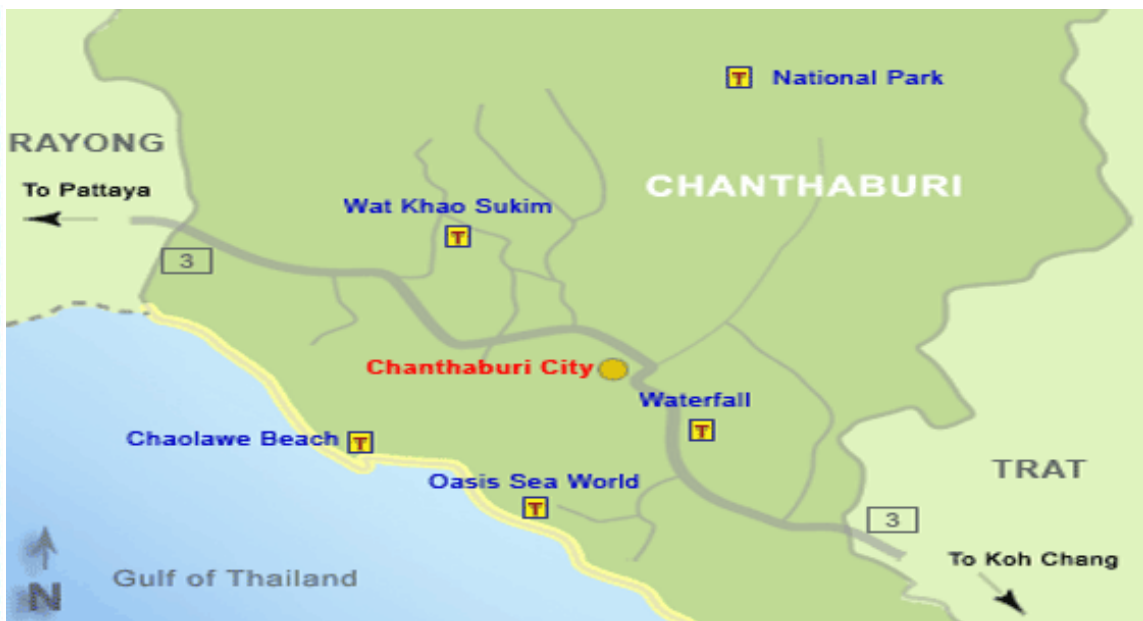 T National Park
RAYONG
To Pattaya
CHANTHABURI
Wat Khao Sukim
T
3
Chanthaburi City
Waterfall
T
Chaolawe Beach T
Oasis Sea World
T
TRAT
3
To Koh Chang
Gulf of Thailand
N